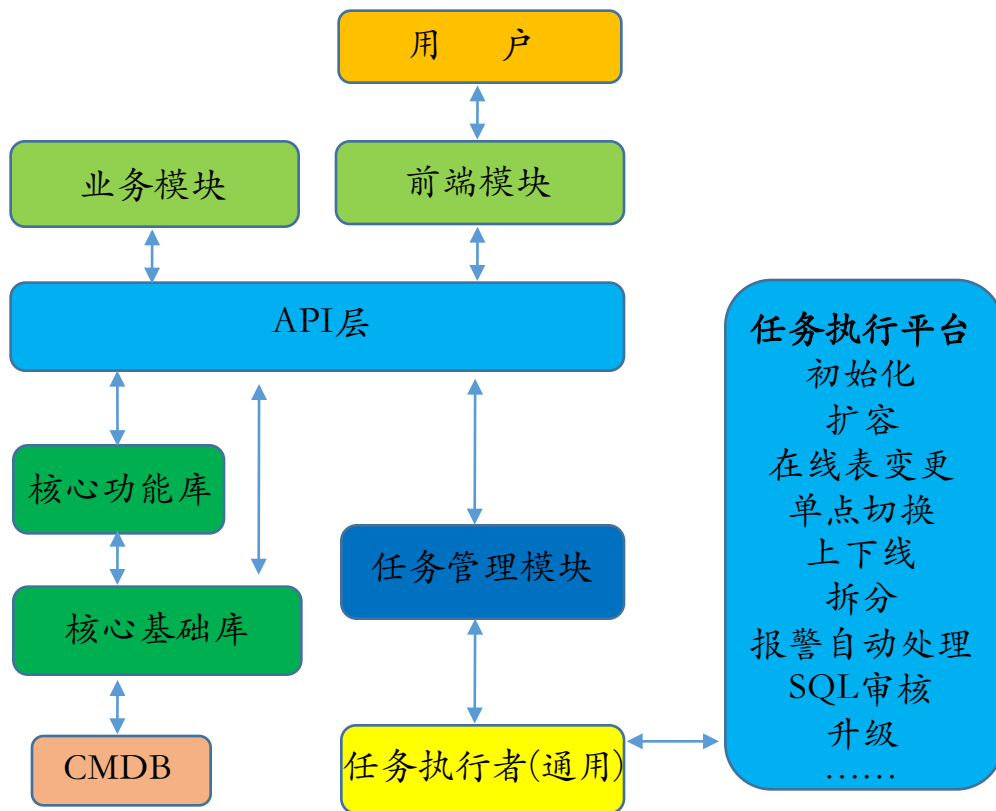 用 户
业务模块
前端模块
API层
核心功能库
核心基础库
CMDB
任务管理模块
任务执行者(通用)
任务执行平台
初始化
扩容
在线表变更
单点切换
上下线
拆分
报警自动处理
SQL审核
升级
……